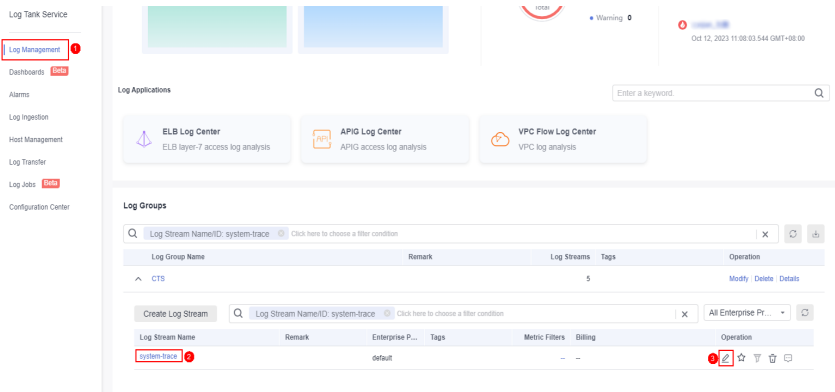 Log Tank Service
Total
Warning 0
Oct 12, 2023 11:08:03.544 GMT+08:00
Log Management 1
Dashboards Beta
Alarms
Log Ingestion
Host Management
Log Transfer
Log Jobs Beta
Configuration Center
Log Applications
Enter a keyword.
ELB Log Center
ELB layer-7 access log analysis
API
APIG Log Center
APIG access log analysis
VPC Flow Log Center
VPC log analysis
Log Groups
Log Stream Name/ID: system-trace Click here to choose a filter condition
Log Group Name Remark Log Streams Tags Operation
CTS 5 Modify Delete Details
Create Log Stream Log Stream Name/ID: system-trace Click here to choose a filter condition All Enterprise Pr...
Log Stream Name Remark Enterprise P... Tags Metric Filters Billing Operation
system-trace 2 default -- -- 3